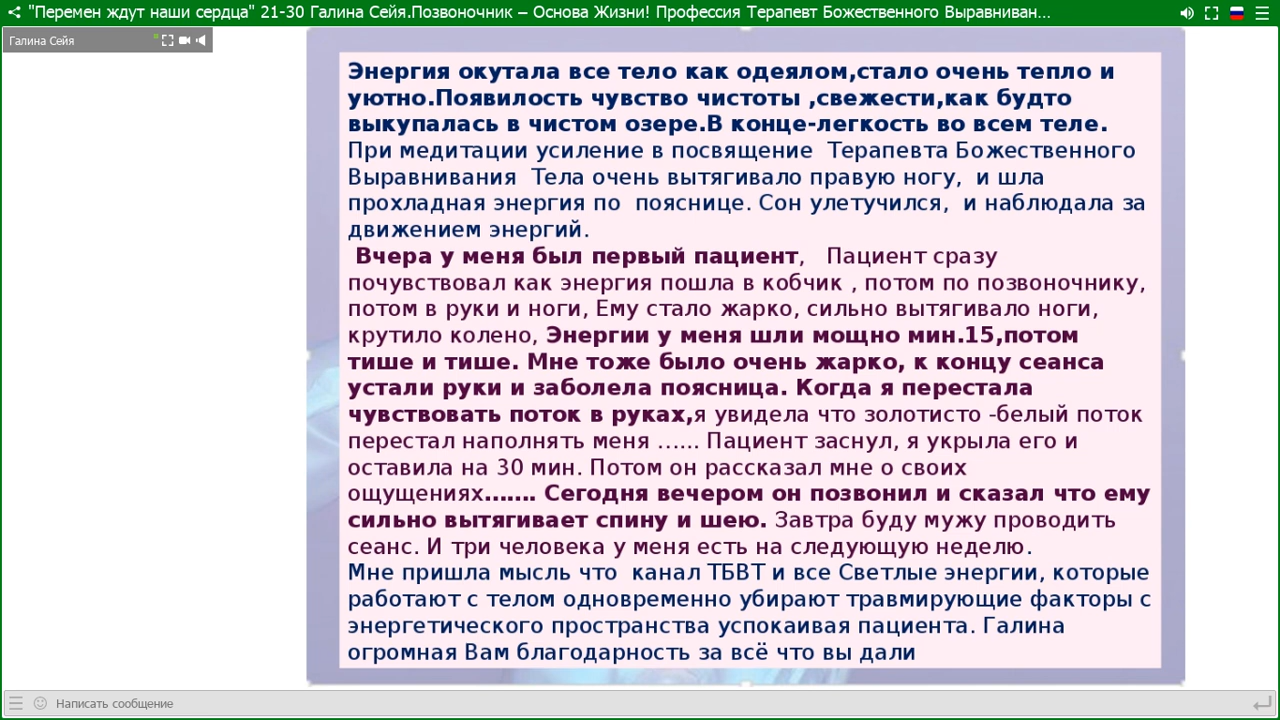 "Перемен ждут наши сердца" 21-30 Галина Сейя.Позвоночник – Основа Жизни! Профессия Терапевт Божественного Выравниван...
Галина Сейя
Энергия окутала все тело как одеялом,стало очень тепло и
уютно.Появилость чувство чистоты ,свежести,как будто
выкупалась в чистом озере.В конце-легкость во всем теле.
При медитации усиление в посвящение  Терапевта Божественного
Выравнивания  Тела очень вытягивало правую ногу,  и шла
прохладная энергия по  пояснице. Сон улетучился,  и наблюдала за
движением энергий.
Вчера у меня был первый пациент,   Пациент сразу
почувствовал как энергия пошла в кобчик , потом по позвоночнику,
потом в руки и ноги, Ему стало жарко, сильно вытягивало ноги,
крутило колено, Энергии у меня шли мощно мин.15,потом
тише и тише. Мне тоже было очень жарко, к концу сеанса
устали руки и заболела поясница. Когда я перестала
чувствовать поток в руках,я увидела что золотисто -белый поток
перестал наполнять меня …... Пациент заснул, я укрыла его и
оставила на 30 мин. Потом он рассказал мне о своих
ощущениях……. Сегодня вечером он позвонил и сказал что ему
сильно вытягивает спину и шею. Завтра буду мужу проводить
сеанс. И три человека у меня есть на следующую неделю.
Мне пришла мысль что  канал ТБВТ и все Светлые энергии, которые
работают с телом одновременно убирают травмирующие факторы с
энергетического пространства успокаивая пациента. Галина
огромная Вам благодарность за всё что вы дали
Написать сообщение